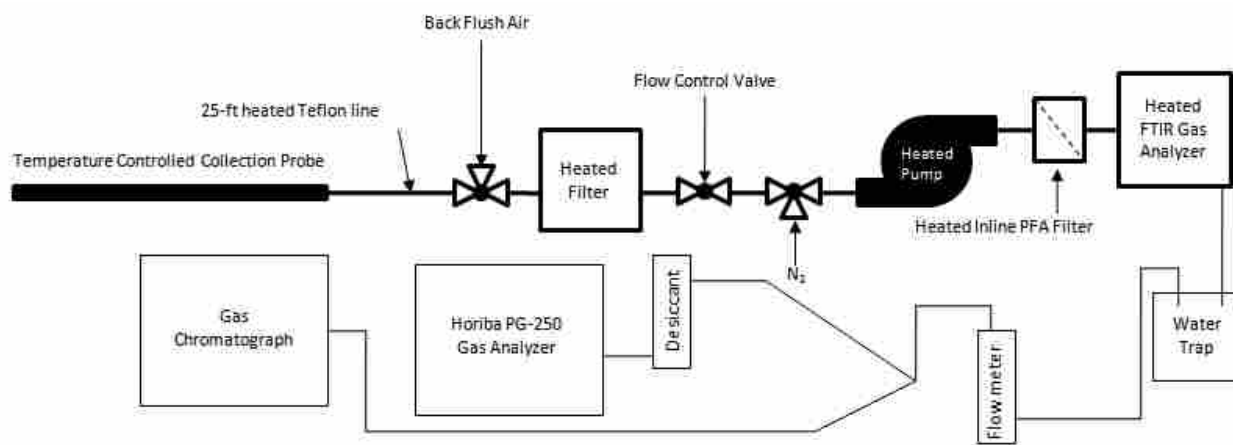 Back Flush Air
Flow Control Valve
25-ft heated Teflon line
Temperature Controlled Collection Probe
Heated
Filter
Heated
Pump
Heated
FTIR Gas
Analyzer
Heated Inline PFA Filter
N₂
Gas
Chromatograph
Horiba PG-250
Gas Analyzer
Desiccant
Flow meter
Water
Trap